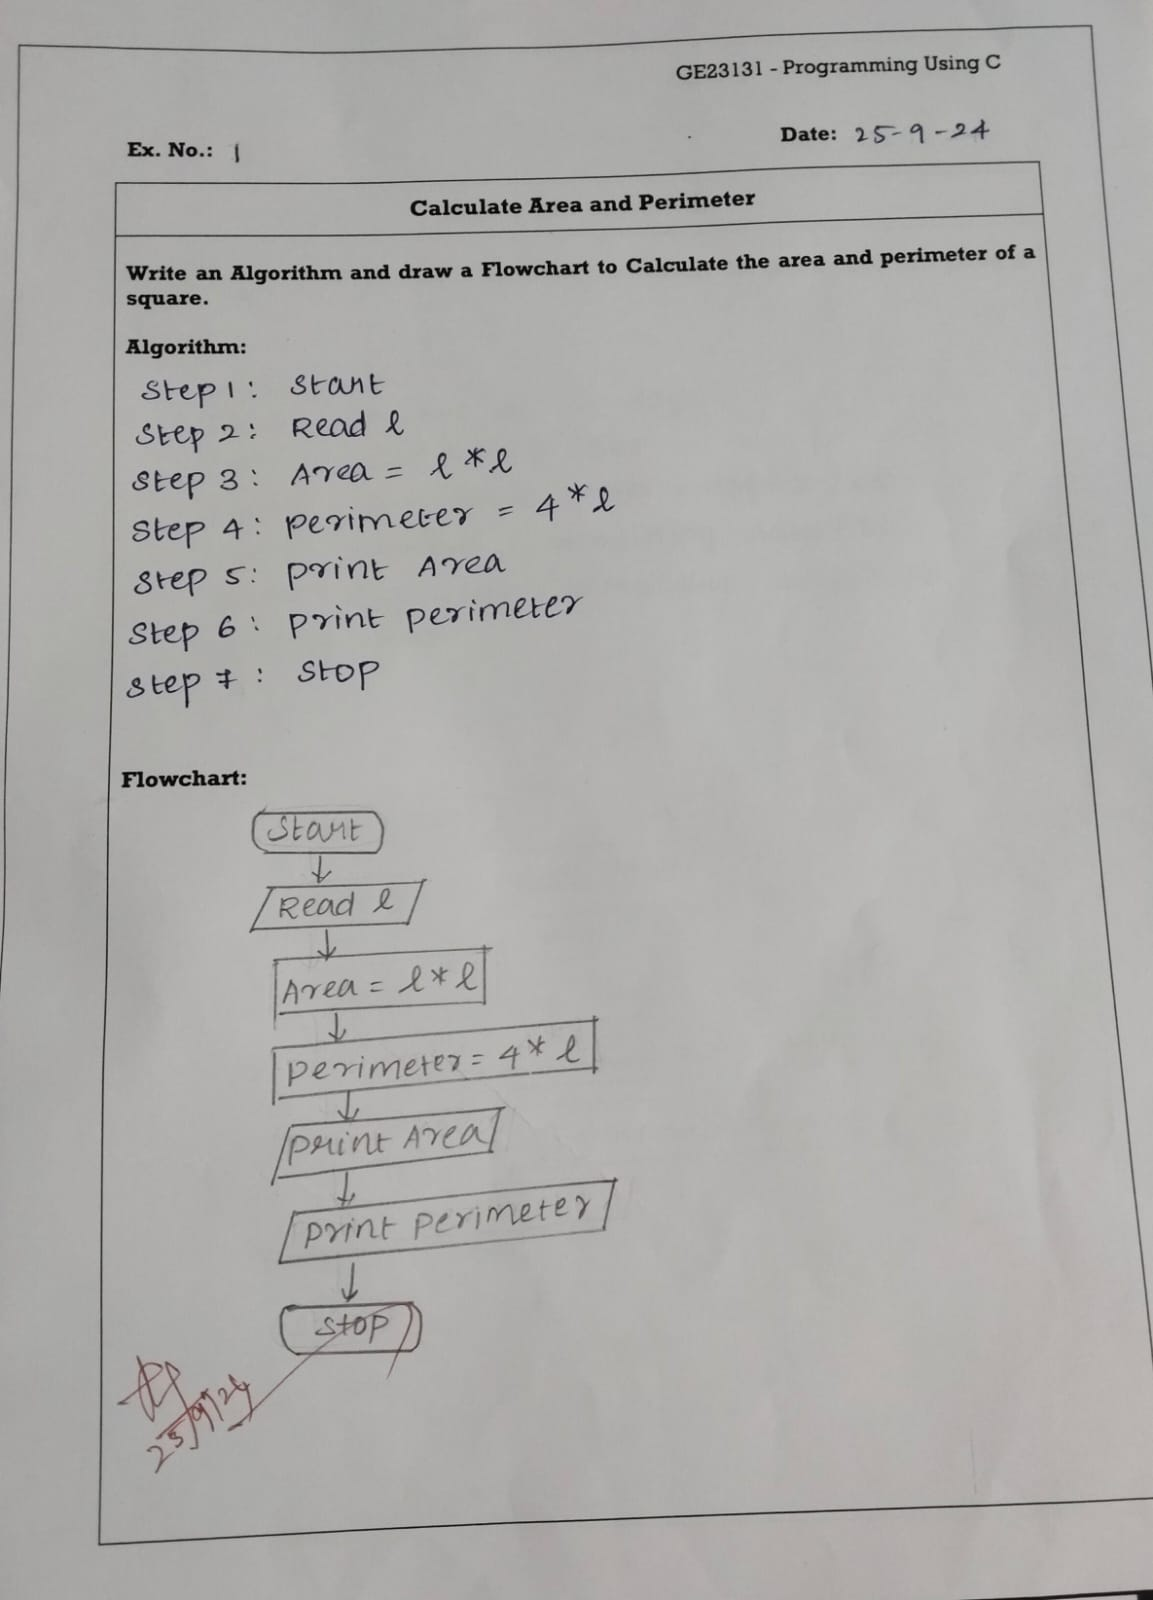 GE23131 - Programming Using C
Ex. No.: 1
Date: 25-9-24
Calculate Area and Perimeter
Write an Algorithm and draw a Flowchart to Calculate the area and perimeter of a
square.
Algorithm:
Step 1: Start
Step 2: Read l
Step 3: Area = l * l
Step 4: perimeter = 4 * l
Step 5: print Area
Step 6: print perimeter
Step 7: Stop
Flowchart:
Start
Read l
Area = l * l
perimeter = 4 * l
print Area
print perimeter
Stop
25/9/24